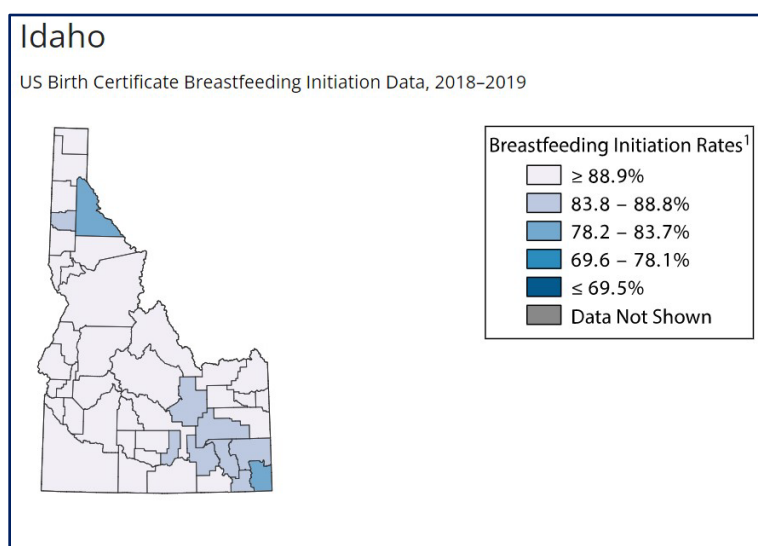 Idaho
US Birth Certificate Breastfeeding Initiation Data, 2018–2019
Breastfeeding Initiation Rates¹
≥ 88.9%
83.8 – 88.8%
78.2 – 83.7%
69.6 – 78.1%
≤ 69.5%
Data Not Shown